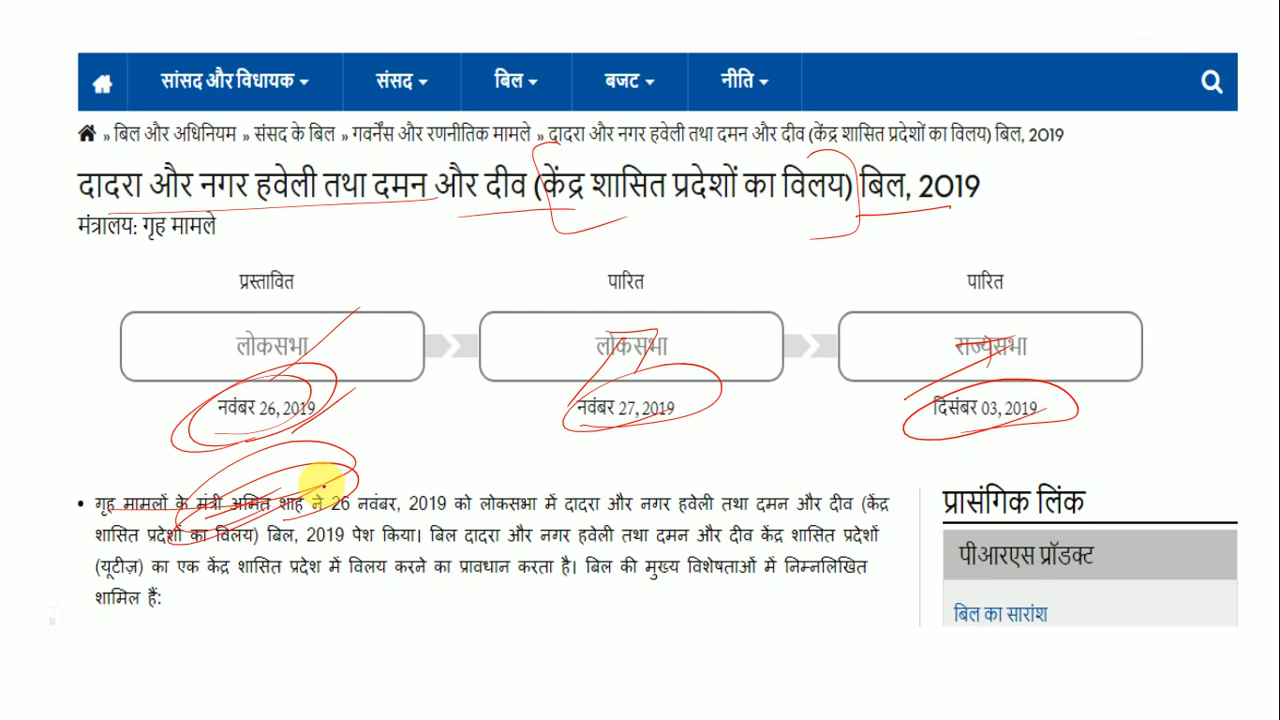 सांसद और विधायक संसद बिल बजट नीति
» बिल और अधिनियम » संसद के बिल » गवर्नेंस और रणनीतिक मामले » दादरा और नगर हवेली तथा दमन और दीव (केंद्र शासित प्रदेशों का विलय) बिल, 2019
दादरा और नगर हवेली तथा दमन और दीव (केंद्र शासित प्रदेशों का विलय) बिल, 2019
मंत्रालय: गृह मामले
प्रस्तावित पारित पारित
लोकसभा लोकसभा राज्यसभा
नवंबर 26, 2019 नवंबर 27, 2019 दिसंबर 03, 2019
• गृह मामलों के मंत्री अमित शाह ने 26 नवंबर, 2019 को लोकसभा में दादरा और नगर हवेली तथा दमन और दीव (केंद्र
शासित प्रदेशों का विलय) बिल, 2019 पेश किया। बिल दादरा और नगर हवेली तथा दमन और दीव केंद्र शासित प्रदेशों
(यूटीज़) का एक केंद्र शासित प्रदेश में विलय करने का प्रावधान करता है। बिल की मुख्य विशेषताओं में निम्नलिखित
शामिल हैं:
प्रासंगिक लिंक
पीआरएस प्रॉडक्ट
बिल का सारांश